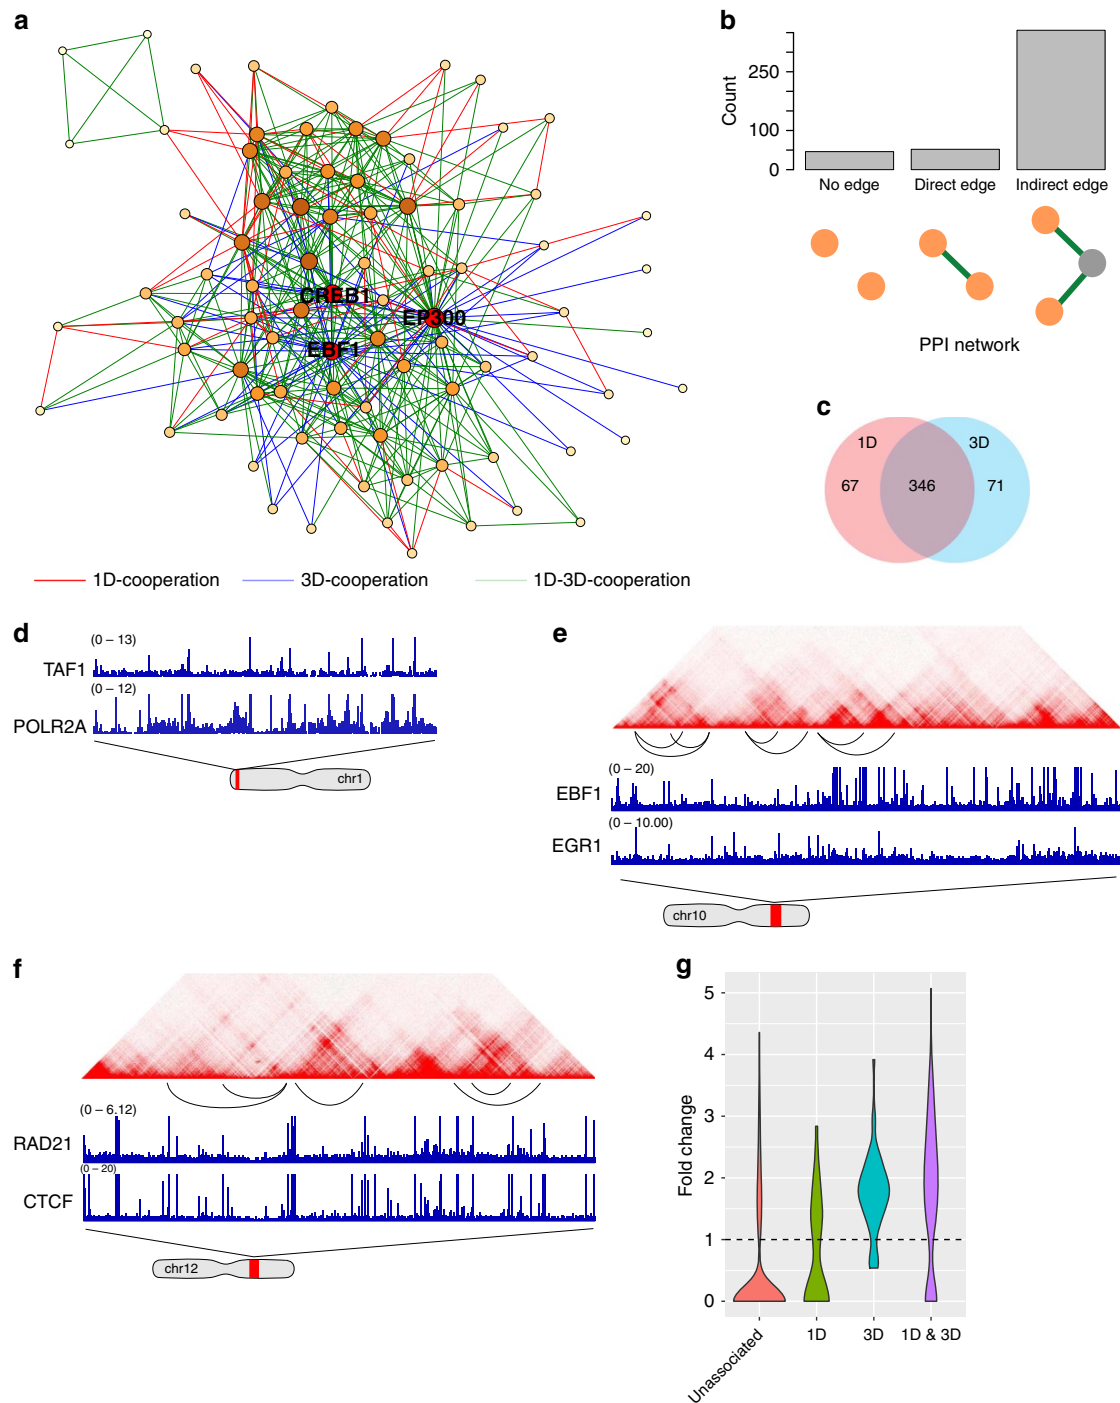 a
CREB1
EP300
EBF1
1D-cooperation
3D-cooperation
1D-3D-cooperation
b
Count
250
100
0
No edge
Direct edge
Indirect edge
PPI network
c
1D
3D
67
346
71
d
(0 – 13)
TAF1
(0 – 12)
POLR2A
chr1
e
(0 – 20)
EBF1
(0 – 10.00)
EGR1
chr10
f
(0 – 6.12)
RAD21
(0 – 20)
CTCF
chr12
g
Fold change
5
4
3
2
1
0
Unassociated
1D
3D
1D & 3D